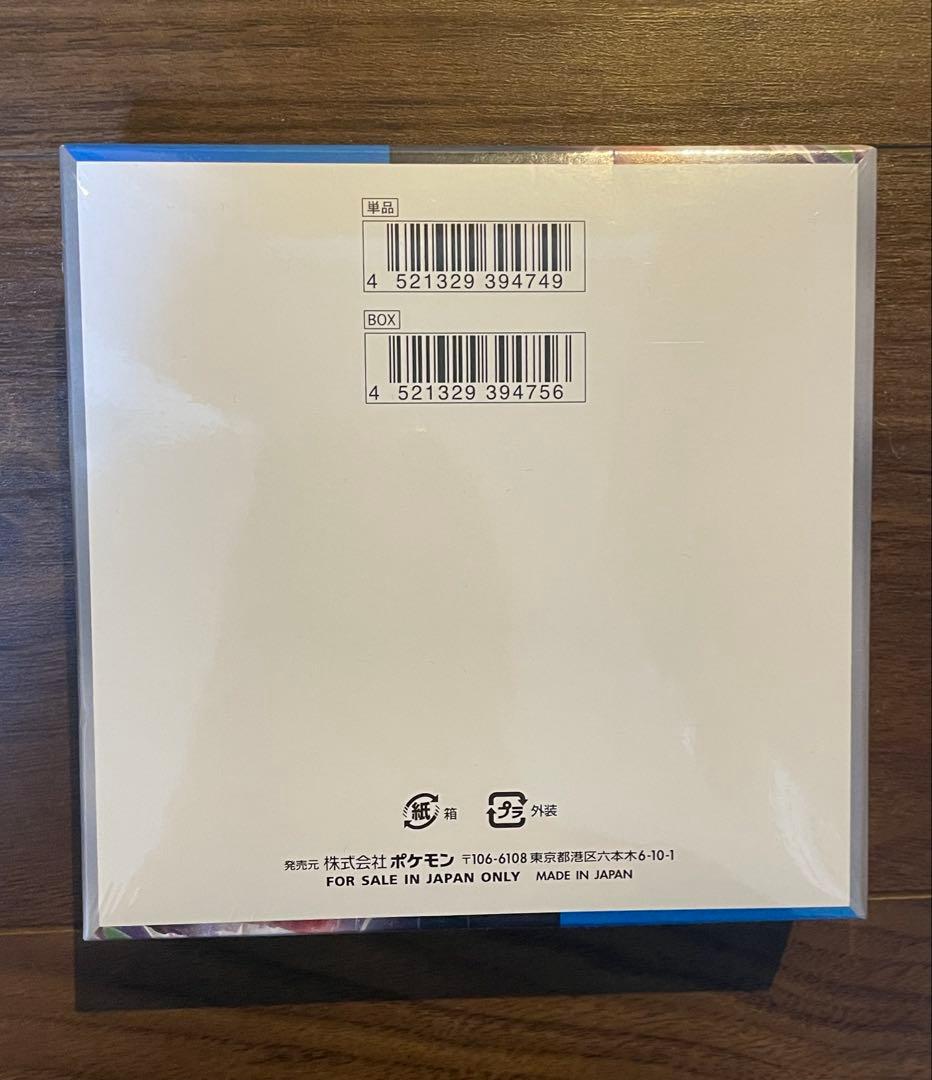 単品
4 521329 394749
BOX
4 521329 394756
紙 箱 プラ 外装
発売元 株式会社ポケモン 〒106-6108 東京都港区六本木6-10-1
FOR SALE IN JAPAN ONLY MADE IN JAPAN